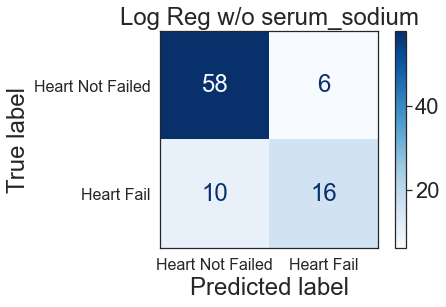 Log Reg w/o serum_sodium
True label
Heart Not Failed
58
6
40
20
Heart Fail
10
16
Heart Not Failed
Heart Fail
Predicted label